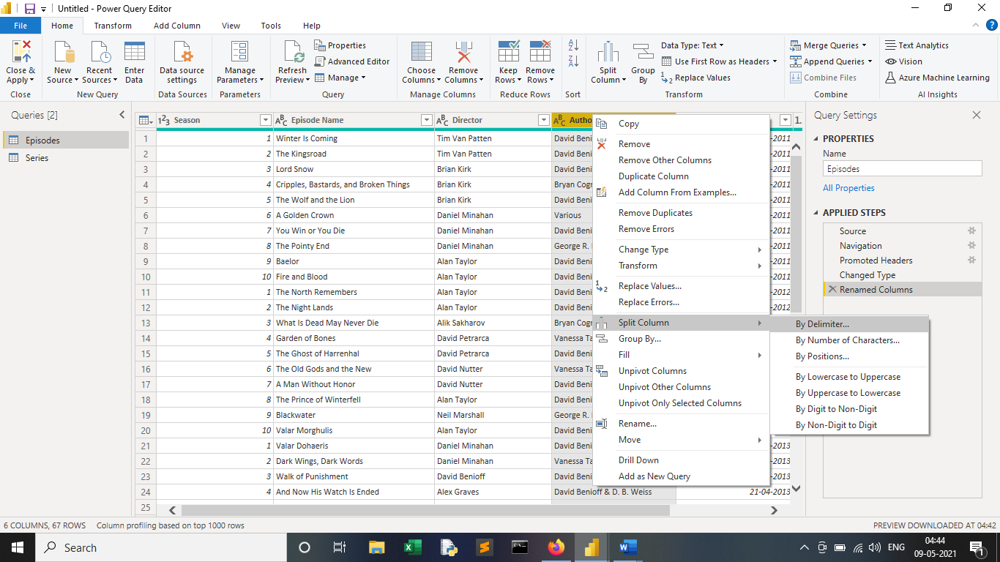 Untitled - Power Query Editor
File Home Transform Add Column View Tools Help
Close & Apply
New Source
Recent Sources
Enter Data
Data source settings
Manage Parameters
Refresh Preview
Properties
Advanced Editor
Manage
Choose Columns
Remove Columns
Keep Rows
Remove Rows
Split Column
Group By
Data Type: Text
Use First Row as Headers
Replace Values
Merge Queries
Append Queries
Combine Files
Text Analytics
Vision
Azure Machine Learning
Close New Query Data Sources Parameters Query Manage Columns Reduce Rows Sort Transform Combine AI Insights
Queries [2]
Episodes
Series
Season Episode Name Director Autho
1 1 Winter Is Coming Tim Van Patten David Beni -2011
2 2 The Kingsroad Tim Van Patten David Beni -2011
3 3 Lord Snow Brian Kirk David Beni -2011
4 4 Cripples, Bastards, and Broken Things Brian Kirk Bryan Cogr -2011
5 5 The Wolf and the Lion Brian Kirk David Beni -2011
6 6 A Golden Crown Daniel Minahan Various -2011
7 7 You Win or You Die Daniel Minahan David Beni -2011
8 8 The Pointy End Daniel Minahan George R. -2011
9 9 Baelor Alan Taylor David Beni -2011
10 10 Fire and Blood Alan Taylor David Beni -2011
11 1 The North Remembers Alan Taylor David Beni -2012
12 2 The Night Lands Alan Taylor David Beni -2012
13 3 What Is Dead May Never Die Alik Sakharov Bryan Cogr
14 4 Garden of Bones David Petrarca Vanessa Ta
15 5 The Ghost of Harrenhal David Petrarca David Beni
16 6 The Old Gods and the New David Nutter Vanessa Ta
17 7 A Man Without Honor David Nutter David Beni
18 8 The Prince of Winterfell Alan Taylor David Beni
19 9 Blackwater Neil Marshall George R.
20 10 Valar Morghulis Alan Taylor David Beni
21 1 Valar Dohaeris Daniel Minahan David Beni -2013
22 2 Dark Wings, Dark Words Daniel Minahan Vanessa Ta -2013
23 3 Walk of Punishment David Benioff David Beni -2013
24 4 And Now His Watch Is Ended Alex Graves David Benioff & D. B. Weiss 21-04-2013
25
Copy
Remove
Remove Other Columns
Duplicate Column
Add Column From Examples...
Remove Duplicates
Remove Errors
Change Type
Transform
Replace Values...
Replace Errors...
Split Column
Group By...
Fill
Unpivot Columns
Unpivot Other Columns
Unpivot Only Selected Columns
Rename...
Move
Drill Down
Add as New Query
By Delimiter...
By Number of Characters...
By Positions...
By Lowercase to Uppercase
By Uppercase to Lowercase
By Digit to Non-Digit
By Non-Digit to Digit
Query Settings
PROPERTIES
Name
Episodes
All Properties
APPLIED STEPS
Source
Navigation
Promoted Headers
Changed Type
Renamed Columns
6 COLUMNS, 67 ROWS Column profiling based on top 1000 rows PREVIEW DOWNLOADED AT 04:42
Search
ENG
04:44
09-05-2021
1